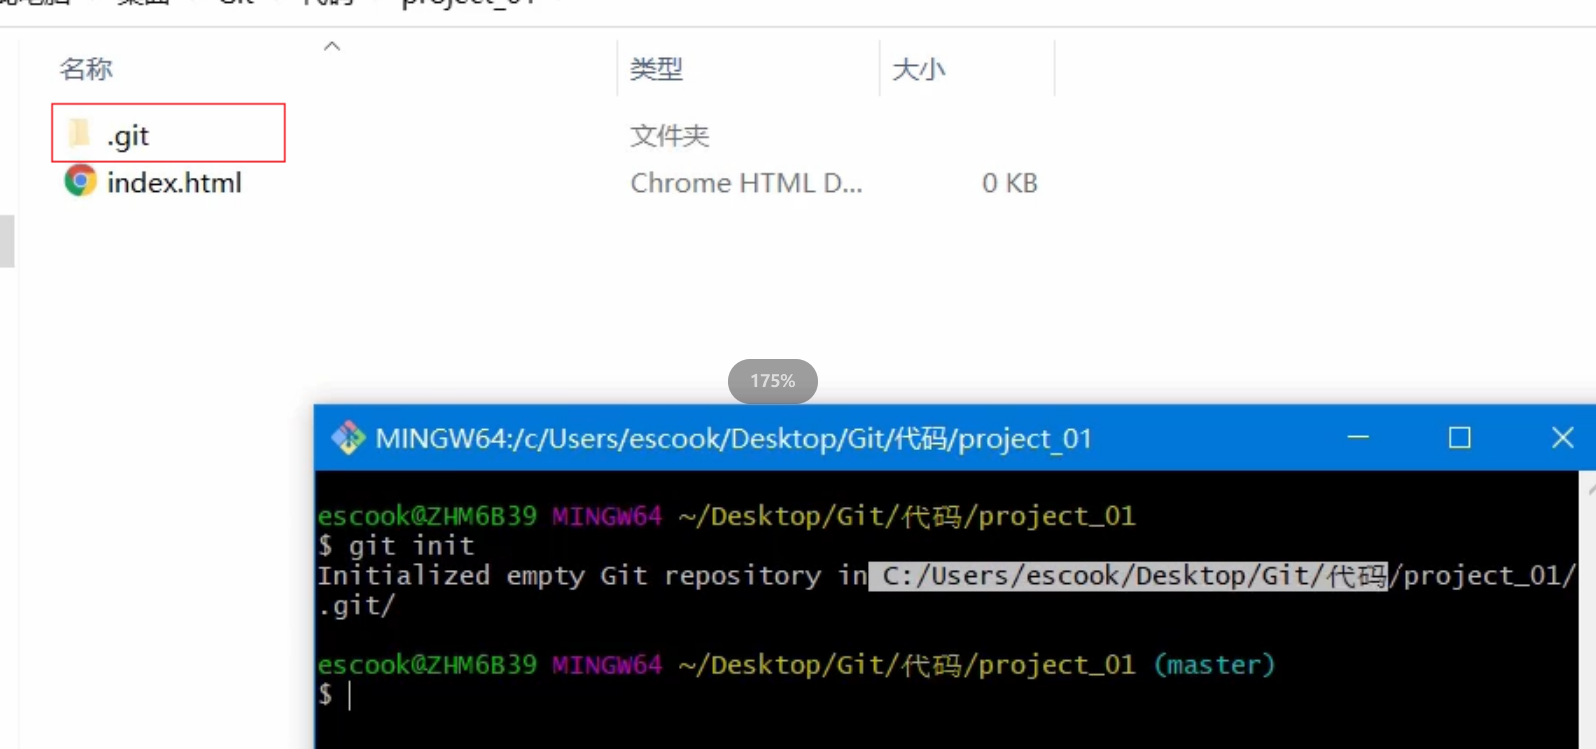 Git
代码
project_01
名称
类型
大小
.git
文件夹
index.html
Chrome HTML D...
0 KB
175%
MINGW64:/c/Users/escook/Desktop/Git/代码/project_01
escook@ZHM6B39 MINGW64 ~/Desktop/Git/代码/project_01
$ git init
Initialized empty Git repository in C:/Users/escook/Desktop/Git/代码/project_01/
.git/
escook@ZHM6B39 MINGW64 ~/Desktop/Git/代码/project_01 (master)
$